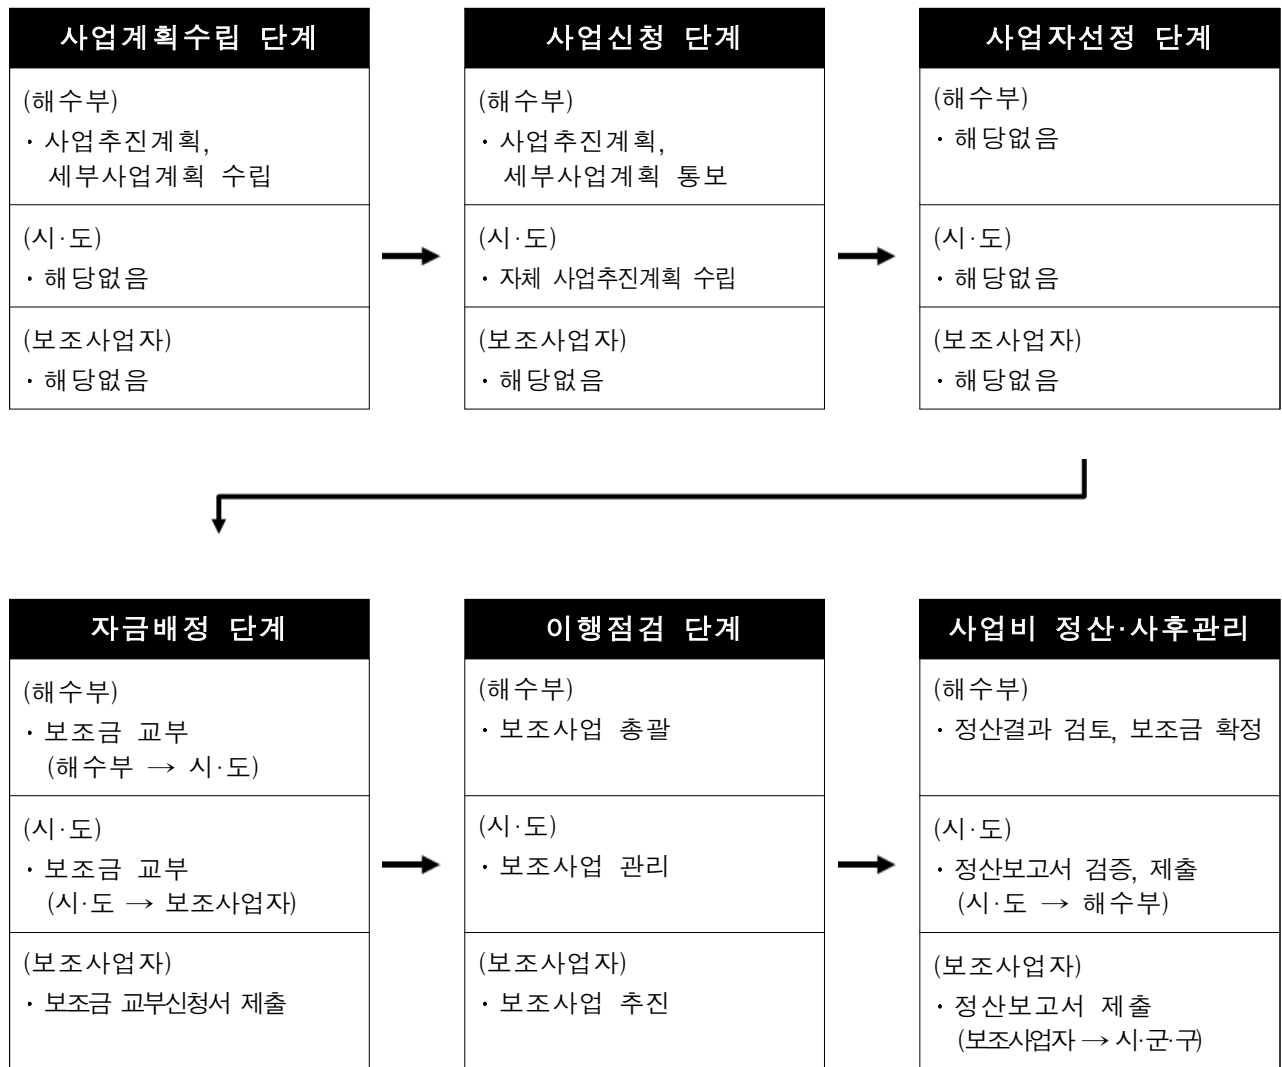 사업계획수립 단계
(해수부)
· 사업추진계획,
세부사업계획 수립
(시·도)
· 해당없음
(보조사업자)
· 해당없음
사업신청 단계
(해수부)
· 사업추진계획,
세부사업계획 통보
(시·도)
· 자체 사업추진계획 수립
(보조사업자)
· 해당없음
사업자선정 단계
(해수부)
· 해당없음
(시·도)
· 해당없음
(보조사업자)
· 해당없음
자금배정 단계
(해수부)
· 보조금 교부
(해수부 → 시·도)
(시·도)
· 보조금 교부
(시·도 → 보조사업자)
(보조사업자)
· 보조금 교부신청서 제출
이행점검 단계
(해수부)
· 보조사업 총괄
(시·도)
· 보조사업 관리
(보조사업자)
· 보조사업 추진
사업비 정산·사후관리
(해수부)
· 정산결과 검토, 보조금 확정
(시·도)
· 정산보고서 검증, 제출
(시·도 → 해수부)
(보조사업자)
· 정산보고서 제출
(보조사업자 → 시·군·구)